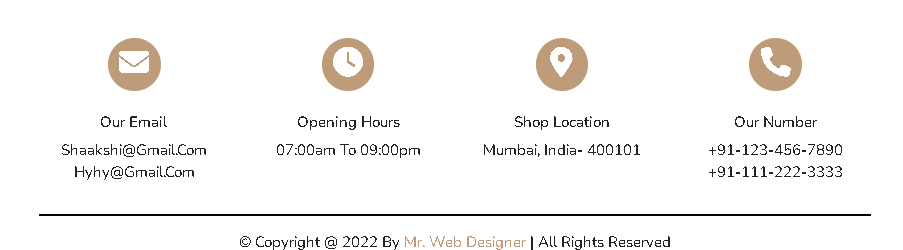 Our Email
Shaakshi@Gmail.Com
Hyhy@Gmail.Com
Opening Hours
07:00am To 09:00pm
Shop Location
Mumbai, India- 400101
Our Number
+91-123-456-7890
+91-111-222-3333
© Copyright @ 2022 By Mr. Web Designer | All Rights Reserved